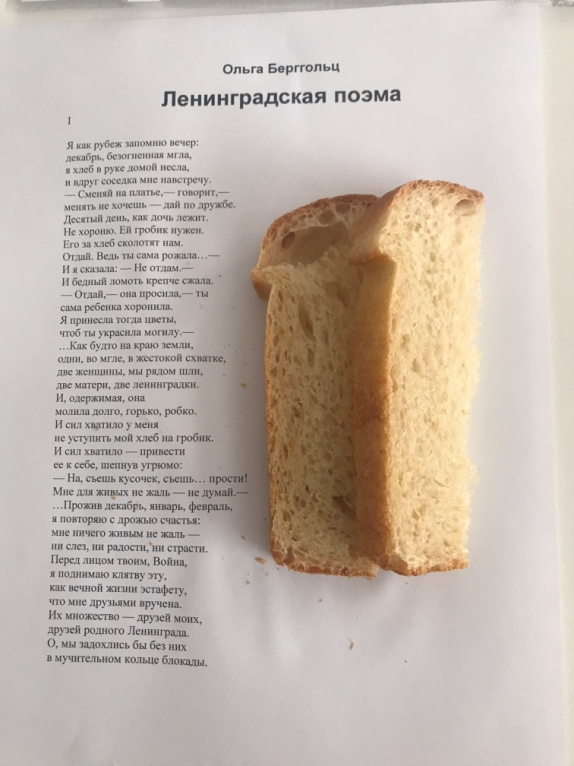 Ольга Берггольц
Ленинградская поэма
I
Я как рубеж запомню вечер:
декабрь, безогненная мгла,
я хлеб в руке домой несла,
и вдруг соседка мне навстречу.
— Сменяй на платье,— говорит,—
менять не хочешь — дай по дружбе.
Десятый день, как дочь лежит.
Не хороню. Ей гробик нужен.
Его за хлеб сколотят нам.
Отдай. Ведь ты сама рожала…—
И я сказала: — Не отдам.—
И бедный ломоть крепче сжала.
— Отдай,— она просила,— ты
сама ребенка хоронила.
Я принесла тогда цветы,
чтоб ты украсила могилу.—
…Как будто на краю земли,
одни, во мгле, в жестокой схватке,
две женщины, мы рядом шли,
две матери, две ленинградки.
И, одержимая, она
молила долго, горько, робко.
И сил хватило у меня
не уступить мой хлеб на гробик.
И сил хватило — привести
ее к себе, шепнув угрюмо:
— На, съешь кусочек, съешь… прости!
Мне для живых не жаль — не думай.—
…Прожив декабрь, январь, февраль,
я повторяю с дрожью счастья:
мне ничего живым не жаль —
ни слез, ни радости, ни страсти.
Перед лицом твоим, Война,
я поднимаю клятву эту,
как вечной жизни эстафету,
что мне друзьями вручена.
Их множество — друзей моих,
друзей родного Ленинграда.
О, мы задохлись бы без них
в мучительном кольце блокады.